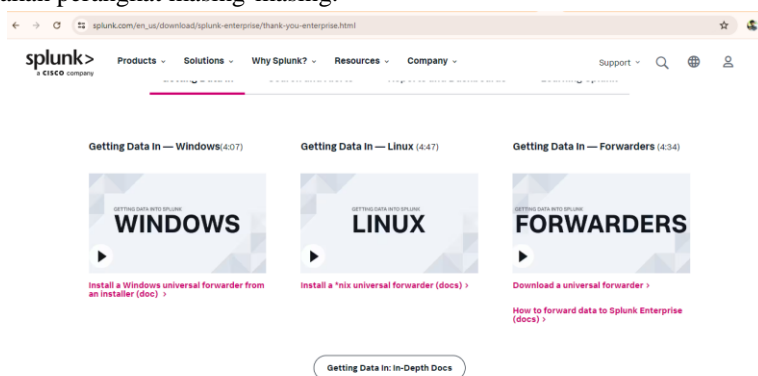 perangkat masing-masing.
splunk.com/en_us/download/splunk-enterprise/thank-you-enterprise.html
splunk>
a CISCO company
Products Solutions Why Splunk? Resources Company Support
Getting Data In — Windows(4:07) Getting Data In — Linux (4:47) Getting Data In — Forwarders (4:34)
GETTING DATA INTO SPLUNK GETTING DATA INTO SPLUNK GETTING DATA INTO SPLUNK
WINDOWS LINUX FORWARDERS
Install a Windows universal forwarder from
an installer (doc) >
Install a *nix universal forwarder (docs) >
Download a universal forwarder >
How to forward data to Splunk Enterprise
(docs) >
Getting Data In: In-Depth Docs